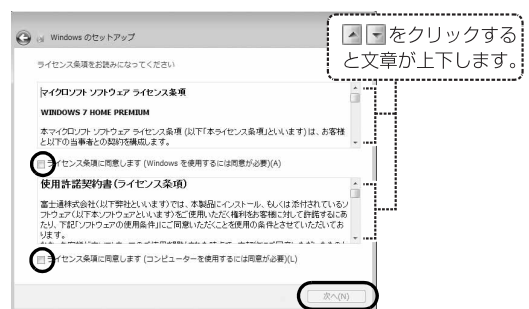 Windows のセットアップ
をクリックする
と文章が上下します。
ライセンス条項をお読みになってください
マイクロソフト ソフトウェア ライセンス条項
WINDOWS 7 HOME PREMIUM
本マイクロソフト ソフトウェア ライセンス条項 (以下「本ライセンス条項」といいます) は、お客様
と以下の当事者との契約を構成します。
ライセンス条項に同意します (Windows を使用するには同意が必要)(A)
使用許諾契約書(ライセンス条項)
富士通株式会社(以下弊社といいます)では、本製品にインストール、もしくは添付されているソ
フトウェア(以下本ソフトウェアといいます)をご使用いただく権利をお客様に対して許諾するにあ
たり、下記「ソフトウェアの使用条件」にご同意いただくことを使用の条件とさせていただいてお
ります。
ライセンス条項に同意します (コンピューターを使用するには同意が必要)(L)
次へ(N)